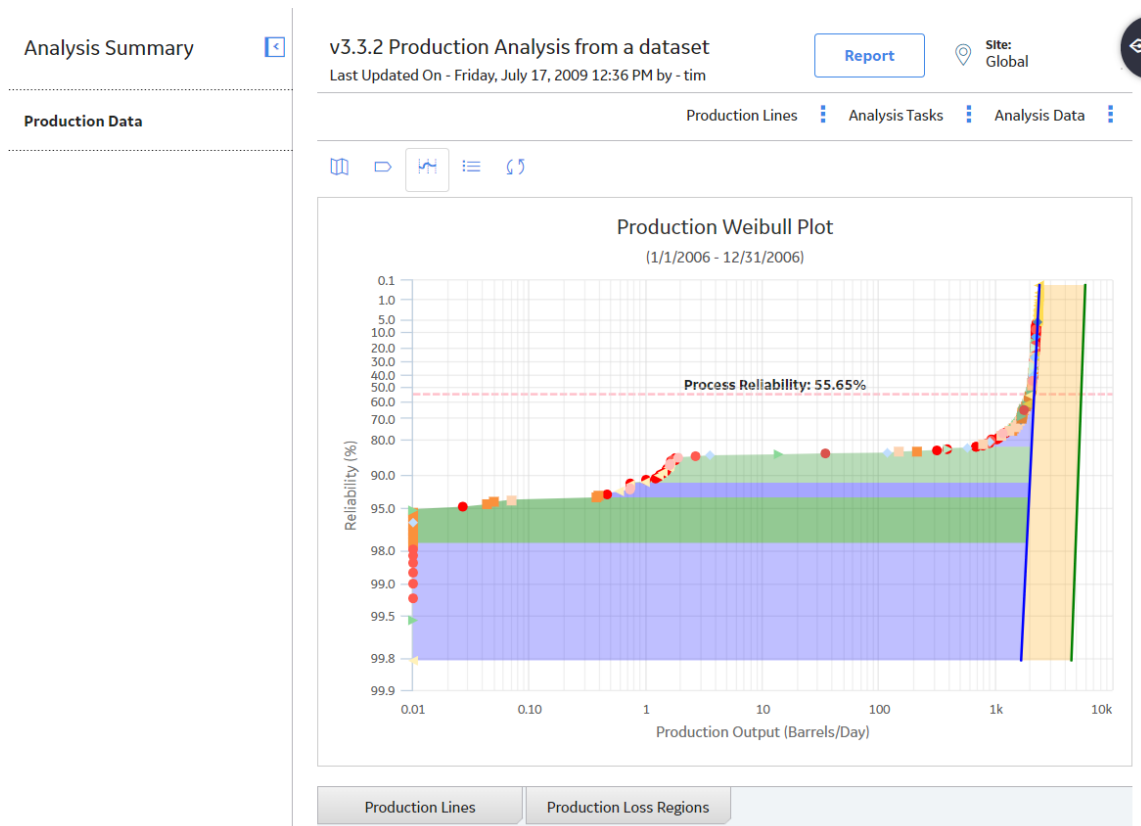 Analysis Summary
Production Data
v3.3.2 Production Analysis from a dataset
Last Updated On - Friday, July 17, 2009 12:36 PM by - tim
Report
Site:
Global
Production Lines
Analysis Tasks
Analysis Data
Production Weibull Plot
(1/1/2006 - 12/31/2006)
Reliability (%)
0.1
1.0
5.0
10.0
20.0
30.0
40.0
50.0
60.0
70.0
80.0
90.0
95.0
98.0
99.0
99.5
99.8
99.9
Process Reliability: 55.65%
0.01
0.10
1
10
100
1k
10k
Production Output (Barrels/Day)
Production Lines
Production Loss Regions